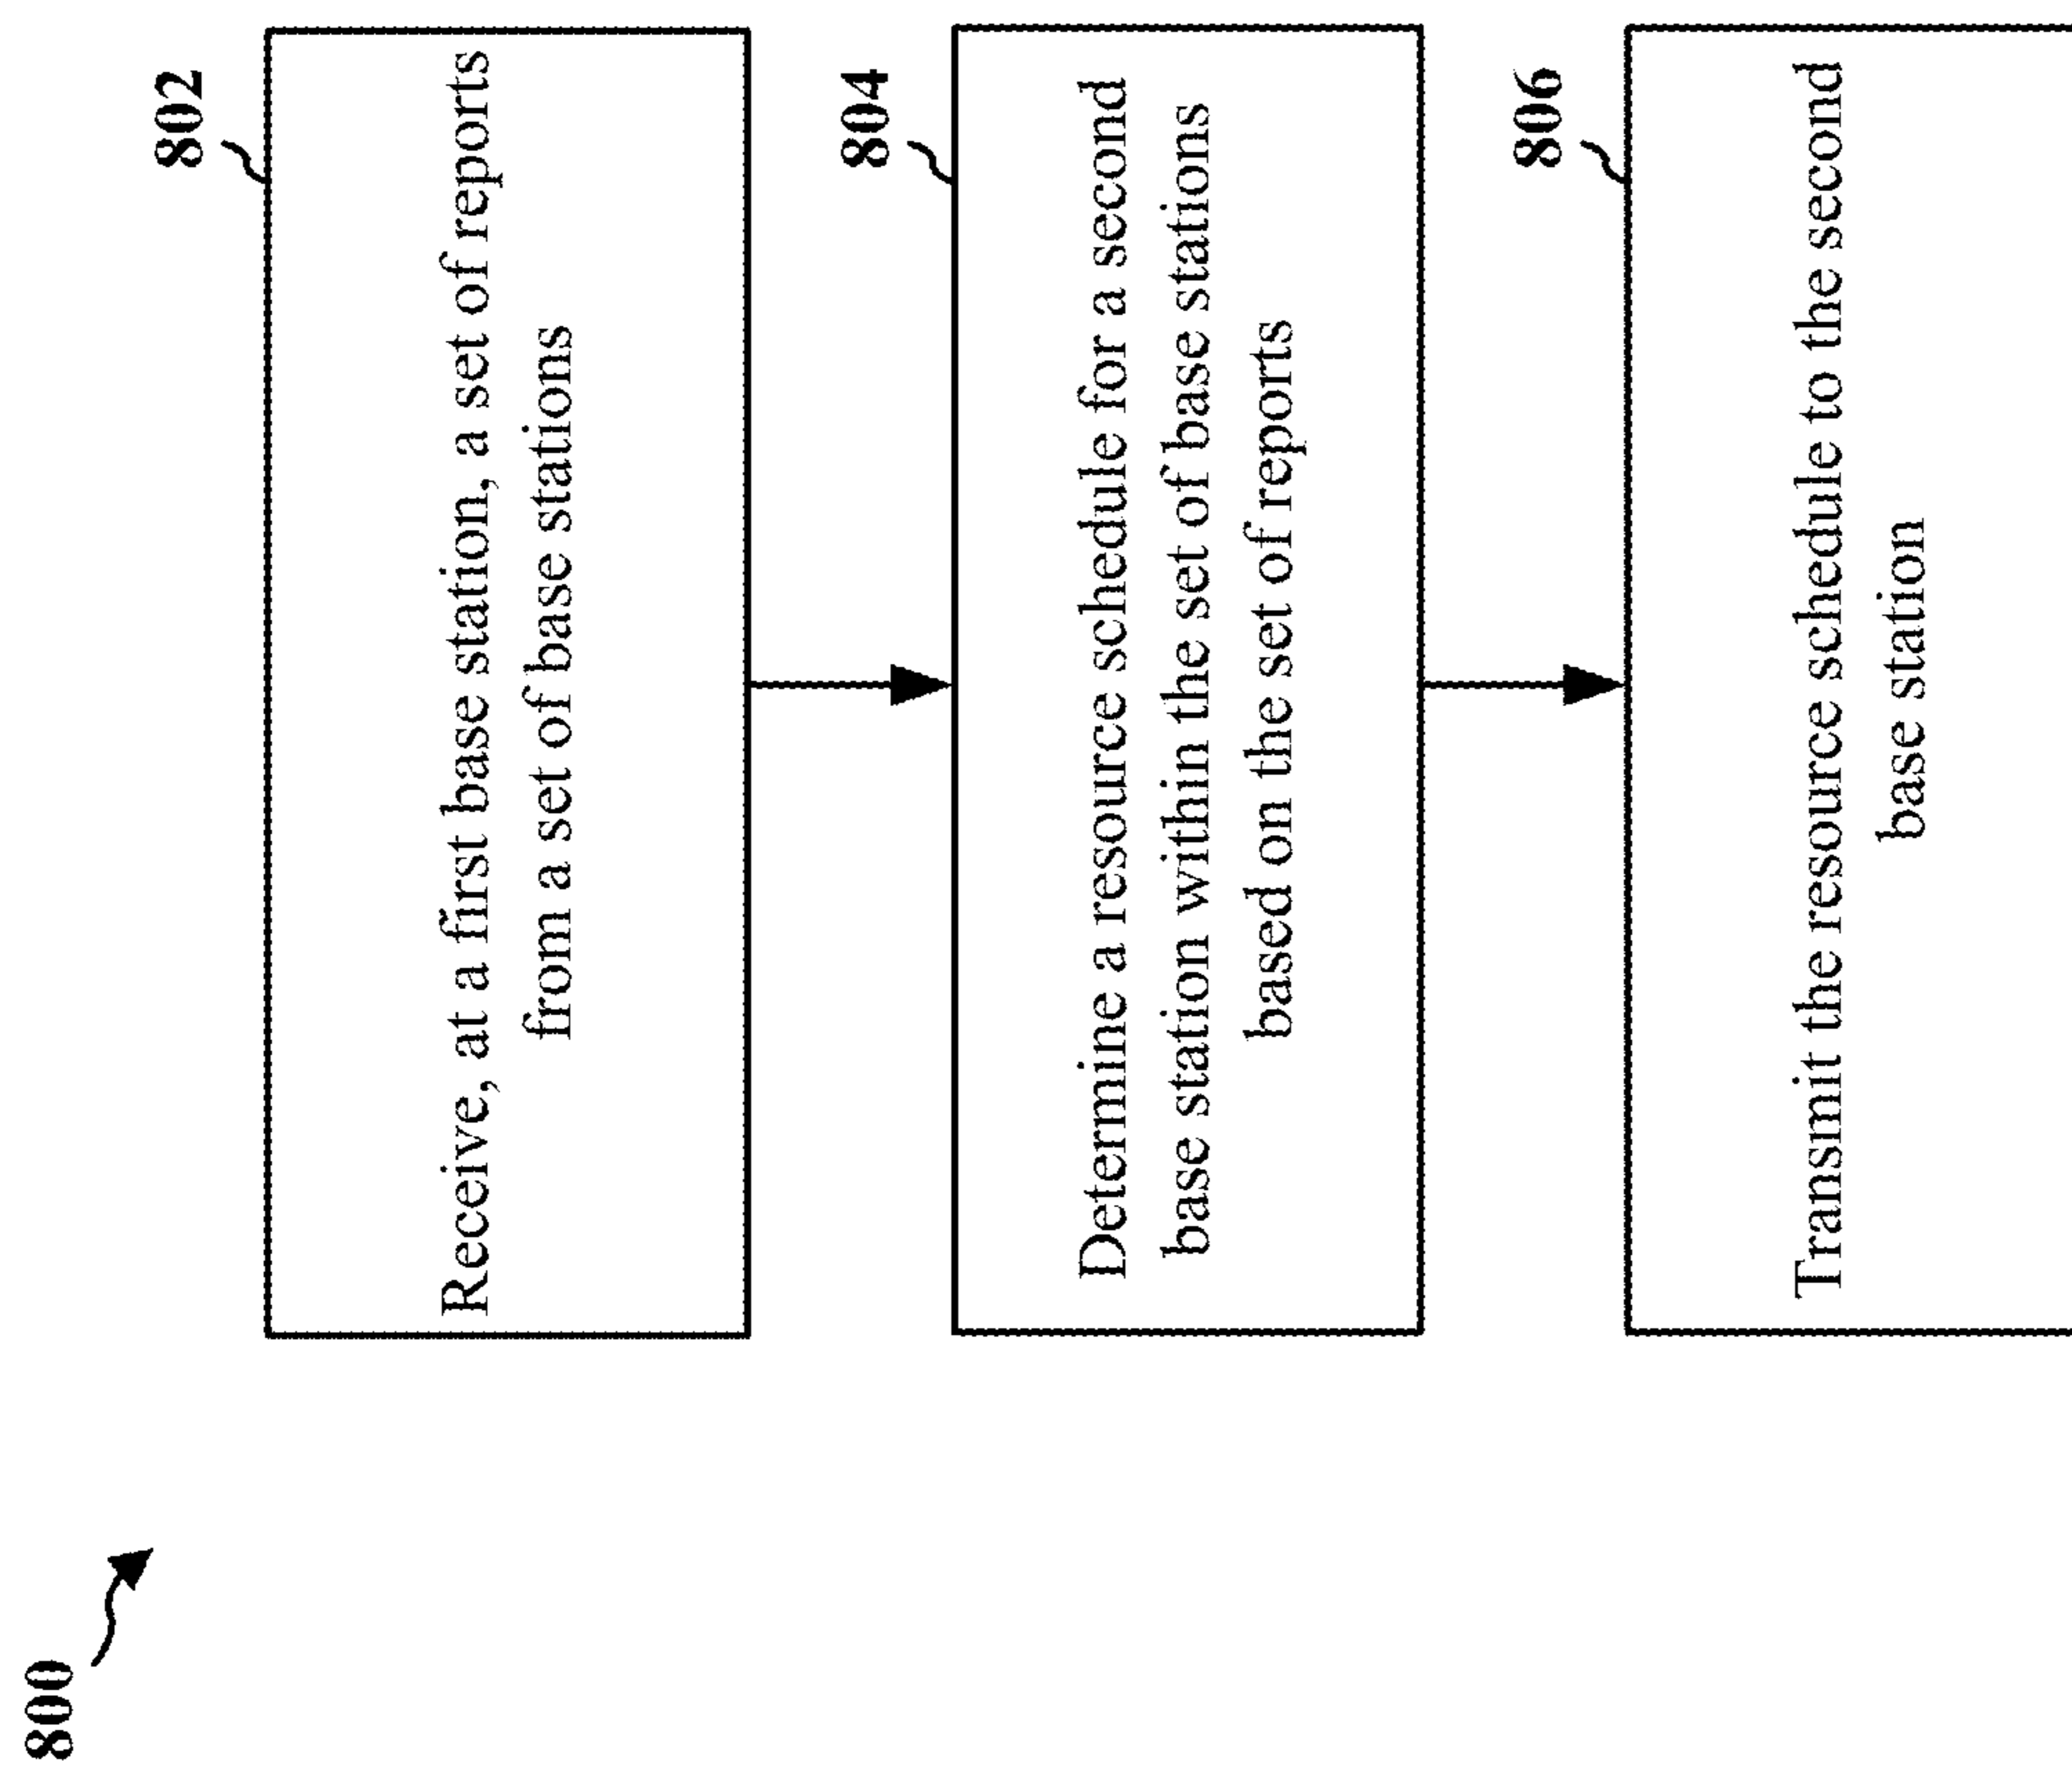 800
802
Receive, at a first base station, a set of reports
from a set of base stations
804
Determine a resource schedule for a second
base station within the set of base stations
based on the set of reports
806
Transmit the resource schedule to the second
base station